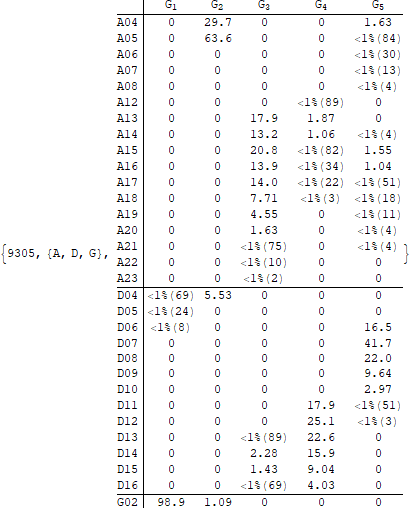 G₁ G₂ G₃ G₄ G₅
A04 0 29.7 0 0 1.63
A05 0 63.6 0 0 <1%(84)
A06 0 0 0 0 <1%(30)
A07 0 0 0 0 <1%(13)
A08 0 0 0 0 <1%(4)
A12 0 0 0 <1%(89) 0
A13 0 0 17.9 1.87 0
A14 0 0 13.2 1.06 <1%(4)
A15 0 0 20.8 <1%(82) 1.55
A16 0 0 13.9 <1%(34) 1.04
A17 0 0 14.0 <1%(22) <1%(51)
A18 0 0 7.71 <1%(3) <1%(18)
A19 0 0 4.55 0 <1%(11)
A20 0 0 1.63 0 <1%(4)
A21 0 0 <1%(75) 0 <1%(4)
{9305, {A, D, G}, }
A22 0 0 <1%(10) 0 0
A23 0 0 <1%(2) 0 0
D04 <1%(69) 5.53 0 0 0
D05 <1%(24) 0 0 0 0
D06 <1%(8) 0 0 0 16.5
D07 0 0 0 0 41.7
D08 0 0 0 0 22.0
D09 0 0 0 0 9.64
D10 0 0 0 0 2.97
D11 0 0 0 17.9 <1%(51)
D12 0 0 0 25.1 <1%(3)
D13 0 0 <1%(89) 22.6 0
D14 0 0 2.28 15.9 0
D15 0 0 1.43 9.04 0
D16 0 0 <1%(69) 4.03 0
G02 98.9 1.09 0 0 0